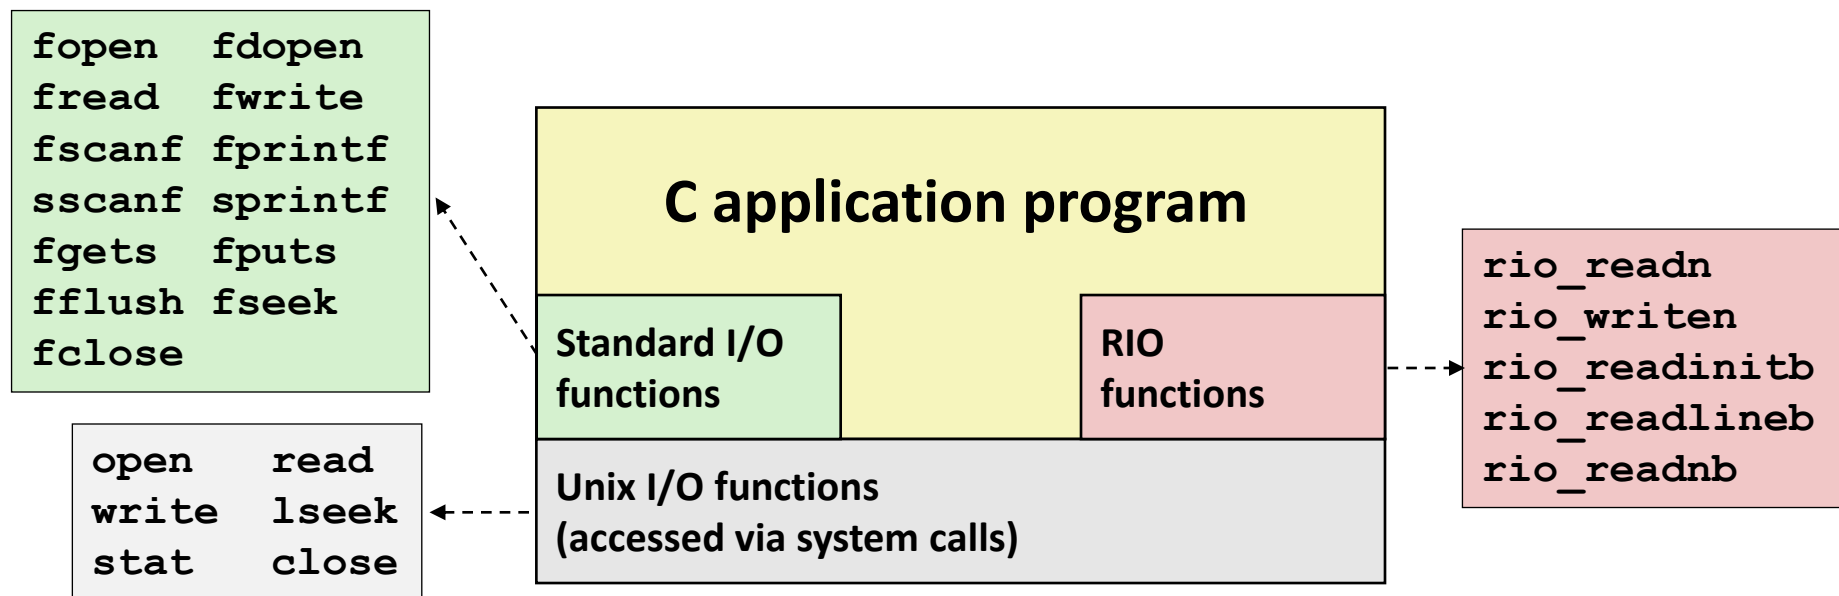 fopen fdopen
fread fwrite
fscanf fprintf
sscanf sprintf
fgets fputs
fflush fseek
fclose
open read
write lseek
stat close
C application program
Standard I/O
functions
RIO
functions
Unix I/O functions
(accessed via system calls)
rio_readn
rio_writen
rio_readinitb
rio_readlineb
rio_readnb